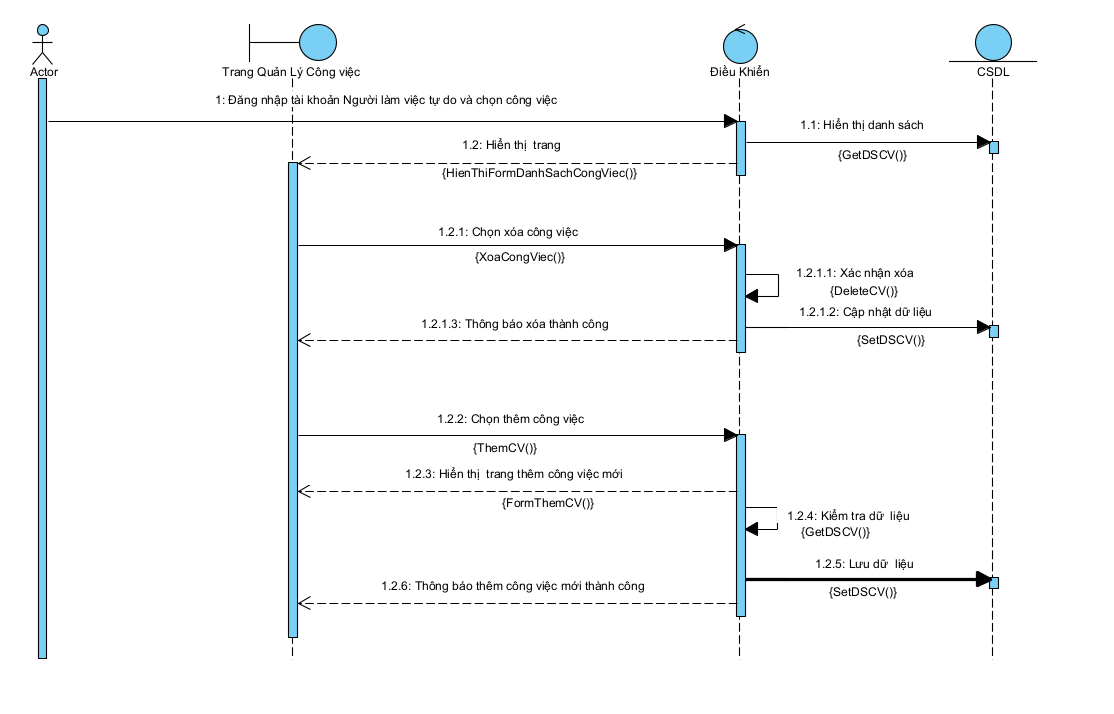 Actor
Trang Quản Lý Công việc
Điều Khiển
CSDL
1: Đăng nhập tài khoản Người làm việc tự do và chọn công việc
1.1: Hiển thị danh sách
{GetDSCV()}
1.2: Hiển thị trang
{HienThiFormDanhSachCongViec()}
1.2.1: Chọn xóa công việc
{XoaCongViec()}
1.2.1.1: Xác nhận xóa
{DeleteCV()}
1.2.1.2: Cập nhật dữ liệu
{SetDSCV()}
1.2.1.3: Thông báo xóa thành công
1.2.2: Chọn thêm công việc
{ThemCV()}
1.2.3: Hiển thị trang thêm công việc mới
{FormThemCV()}
1.2.4: Kiểm tra dữ liệu
{GetDSCV()}
1.2.5: Lưu dữ liệu
{SetDSCV()}
1.2.6: Thông báo thêm công việc mới thành công